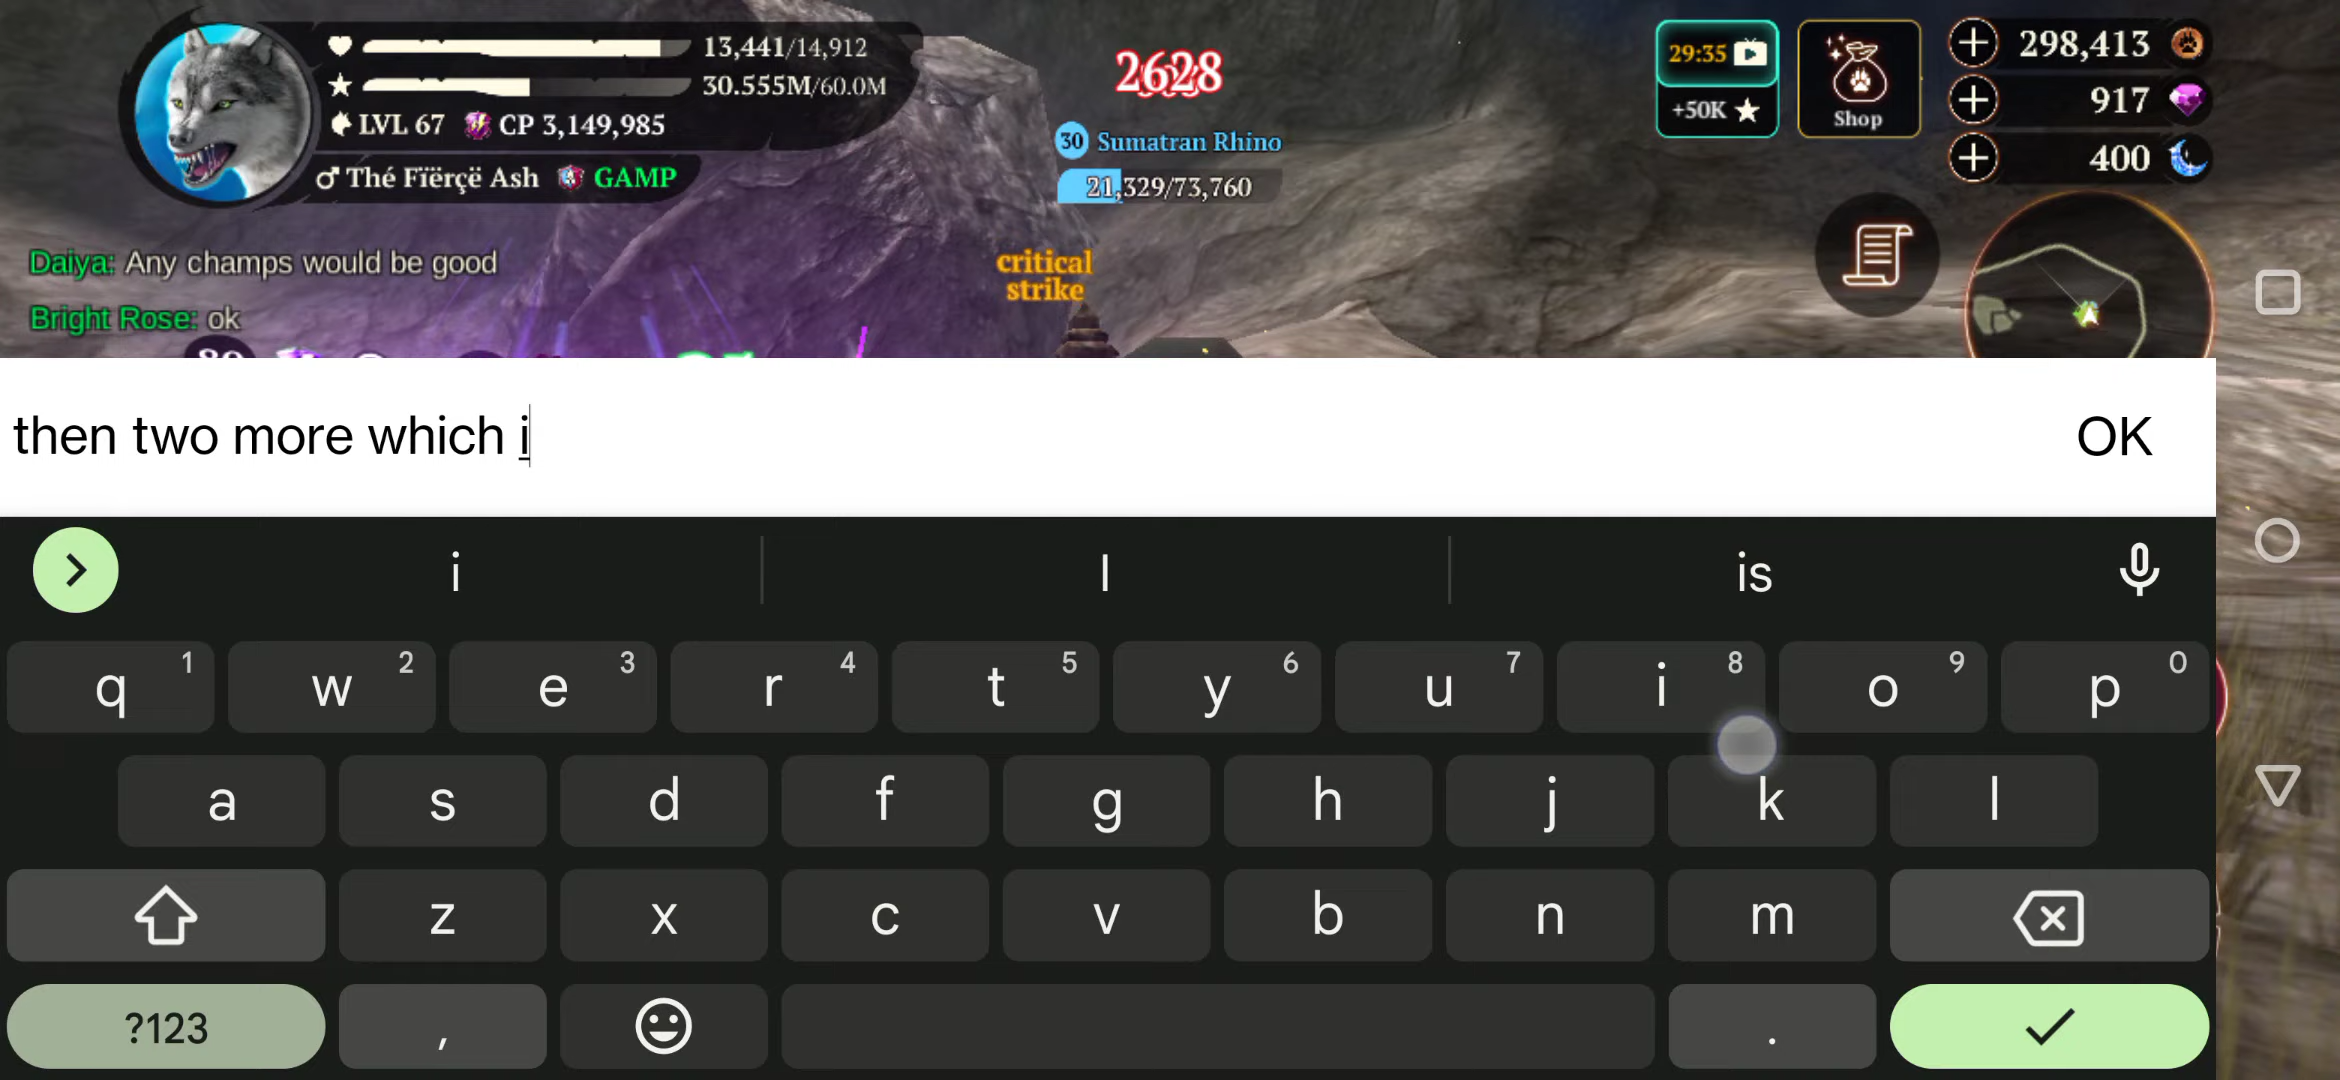 13,441/14,912
30.555M/60.0M
LVL 67 CP 3,149,985
♂ Thé Fïërçë Ash GAMP
2628
30 Sumatran Rhino
21,329/73,760
critical
strike
29:35
+50K
Shop
298,413
917
400
Daiya: Any champs would be good
Bright Rose: ok
then two more which i
OK
i I is
q 1 w 2 e 3 r 4 t 5 y 6 u 7 i 8 o 9 p 0
a s d f g h j k l
z x c v b n m
?123 , .